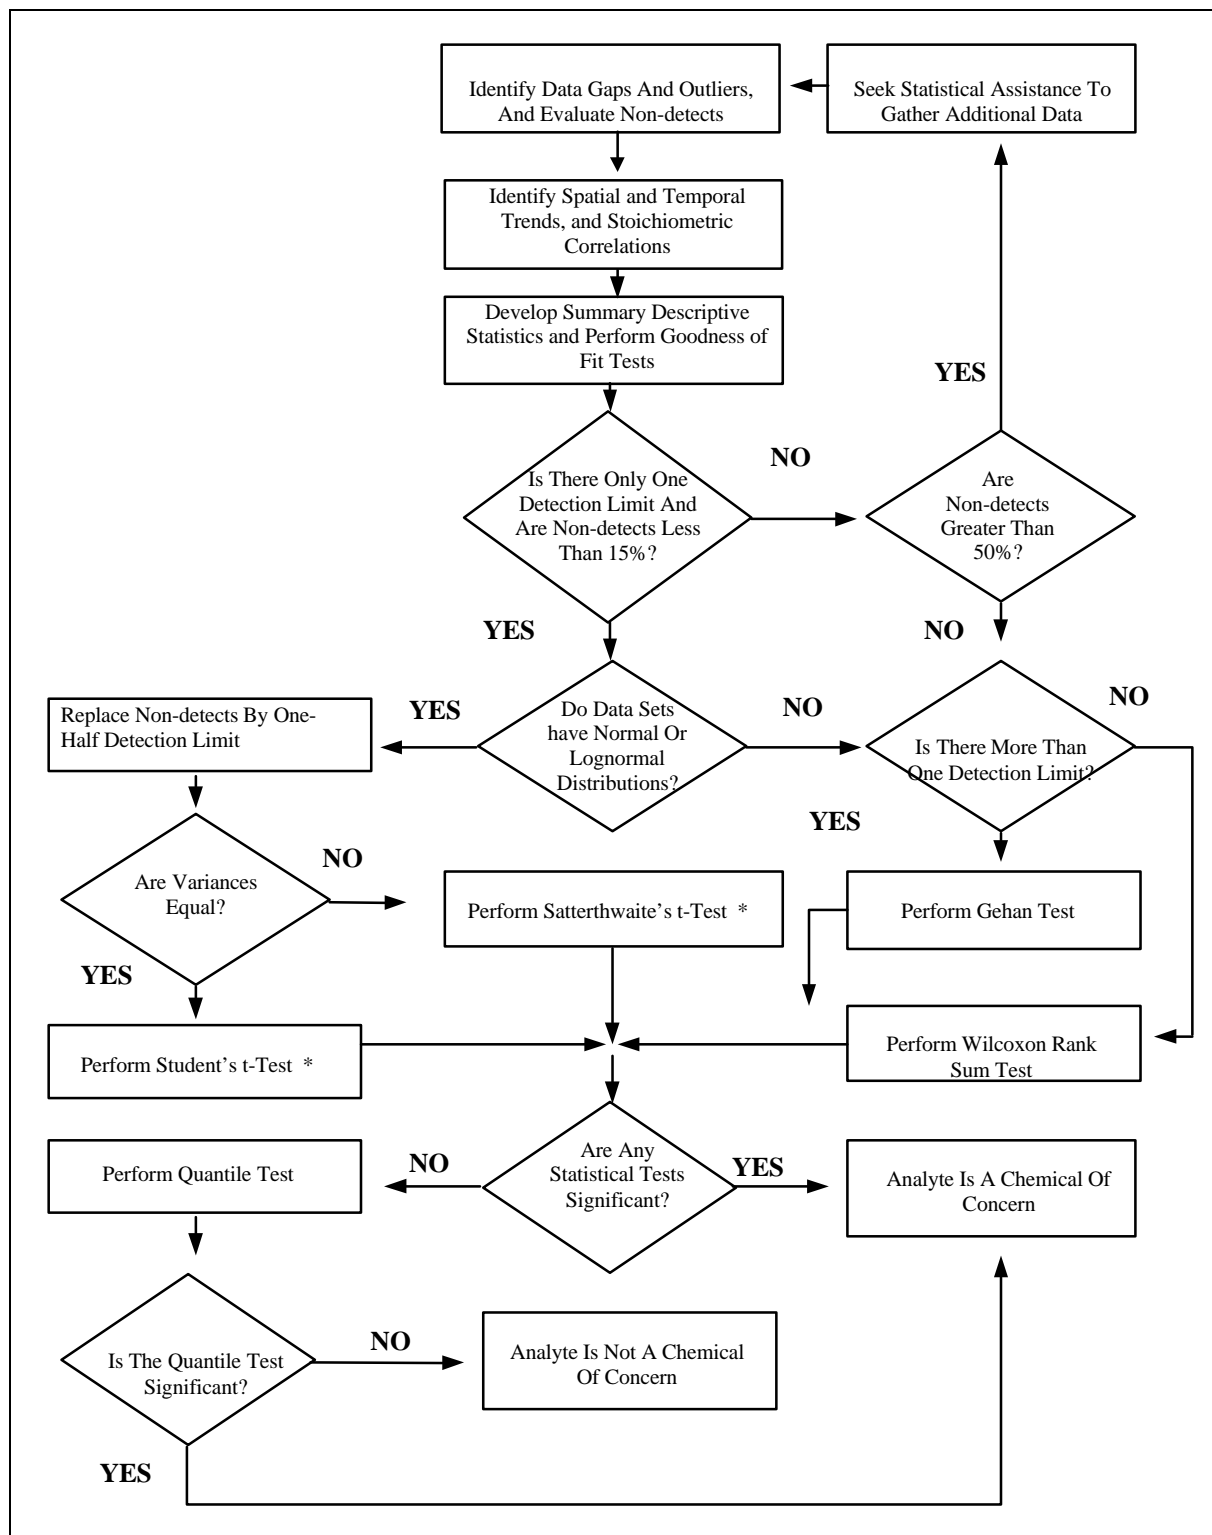 Identify Data Gaps And Outliers,
And Evaluate Non-detects
Seek Statistical Assistance To
Gather Additional Data
Identify Spatial and Temporal
Trends, and Stoichiometric
Correlations
Develop Summary Descriptive
Statistics and Perform Goodness of
Fit Tests
YES
NO
Is There Only One
Detection Limit And
Are Non-detects Less
Than 15%?
Are
Non-detects
Greater Than
50%?
YES
NO
Replace Non-detects By One-
Half Detection Limit
YES
Do Data Sets
have Normal Or
Lognormal
Distributions?
NO
NO
Is There More Than
One Detection Limit?
YES
NO
Are Variances
Equal?
Perform Satterthwaite's t-Test *
Perform Gehan Test
YES
Perform Student's t-Test *
Perform Wilcoxon Rank
Sum Test
Perform Quantile Test
NO
Are Any
Statistical Tests
Significant?
YES
Analyte Is A Chemical Of
Concern
Is The Quantile Test
Significant?
NO
Analyte Is Not A Chemical
Of Concern
YES